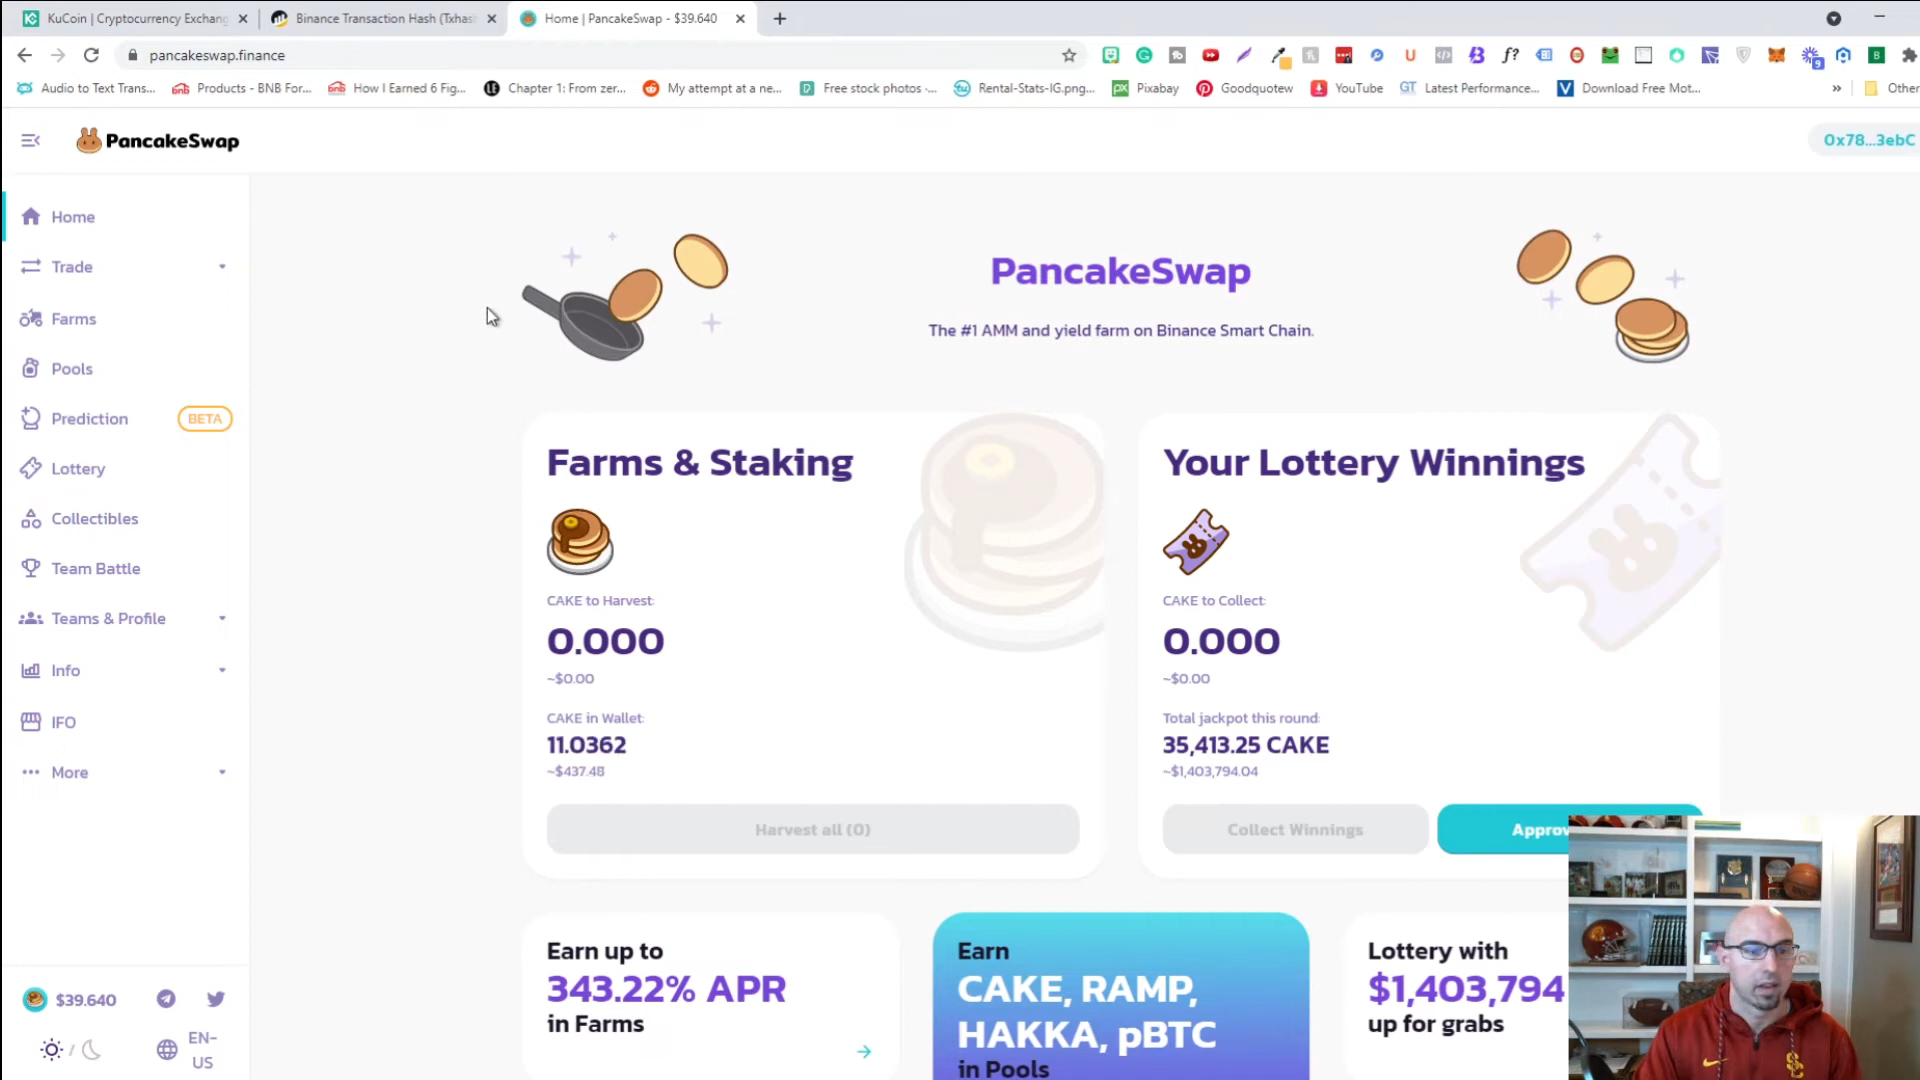 KuCoin | Cryptocurrency Exchang
Binance Transaction Hash (Txhas
Home | PancakeSwap - $39.640
pancakeswap.finance
Audio to Text Trans...
Products - BNB For...
How I Earned 6 Fig...
Chapter 1: From zer...
My attempt at a ne...
Free stock photos -...
Rental-Stats-IG.png...
Pixabay
Goodquotew
YouTube
GT Latest Performance...
Download Free Mot...
»
Other
PancakeSwap
0x78...3ebC
Home
Trade
Farms
Pools
Prediction BETA
Lottery
Collectibles
Team Battle
Teams & Profile
Info
IFO
More
$39.640
EN-
US
PancakeSwap
The #1 AMM and yield farm on Binance Smart Chain.
Farms & Staking
CAKE to Harvest:
0.000
~$0.00
CAKE in Wallet:
11.0362
~$437.48
Harvest all (0)
Your Lottery Winnings
CAKE to Collect:
0.000
~$0.00
Total jackpot this round:
35,413.25 CAKE
~$1,403,794.04
Collect Winnings
Approv
Earn up to
343.22% APR
in Farms
Earn
CAKE, RAMP,
HAKKA, pBTC
in Pools
Lottery with
$1,403,794
up for grabs